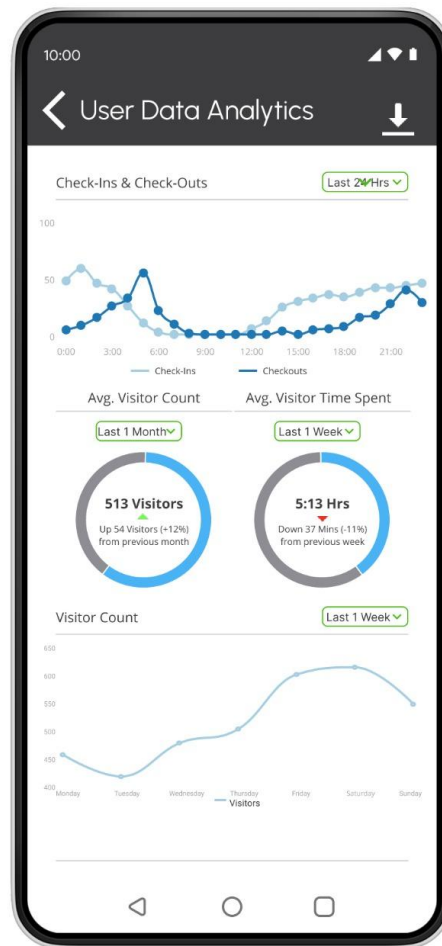 10:00
User Data Analytics
Check-Ins & Check-Outs
Last 24 Hrs
100
50
0
0:00 3:00 6:00 9:00 12:00 15:00 18:00 21:00
Check-Ins Checkouts
Avg. Visitor Count Avg. Visitor Time Spent
Last 1 Month Last 1 Week
513 Visitors
Up 54 Visitors (+12%)
from previous month
5:13 Hrs
Down 37 Mins (-11%)
from previous week
Visitor Count
Last 1 Week
650
600
550
500
450
400
Monday Tuesday Wednesday Thursday Friday Saturday Sunday
Visitors